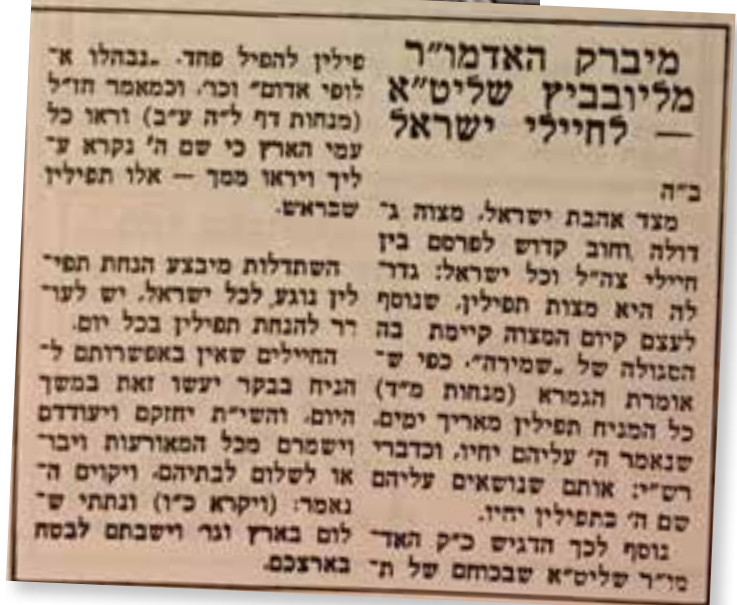 מיברק האדמו״ר
מליובביץ שליט״א
— לחיילי ישראל
ב״ה
מצד אהבת ישראל, מצוה ג־
דולה וחוב קדוש לפרסם בין
חיילי צה״ל וכל ישראל: גדו־
לה היא מצות תפילין, שנוסף
לעצם קיום המצוה קיימת בה
הסגולה של „שמירה״, כפי ש־
אומרת הגמרא (מנחות מ״ד)
כל המניח תפילין מאריך ימים,
שנאמר ה׳ עליהם יחיו, וכדברי
רש״י: אותם שנושאים עליהם
שם ה׳ בתפילין יחיו.
נוסף לכך הדגיש כ״ק האד־
מו״ר שליט״א שבכוחם של ת־
פילין להפיל פחד. „נבהלו א־
לופי אדום״ וכו׳, וכמאמר חז״ל
(מנחות דף ל״ה ע״ב) וראו כל
עמי הארץ כי שם ה׳ נקרא ע־
ליך ויראו ממך — אלו תפילין
שבראש.
השתדלות מיבצע הנחת תפי־
לין נוגע לכל ישראל. יש לעו־
רר להנחת תפילין בכל יום.
החיילים שאין באפשרותם ל־
הניח בבקר יעשו זאת במשך
היום, והשי״ת יחזקם ויעודדם
וישמרם מכל המאורעות ויבו־
או לשלום לבתיהם, ויקוים ה־
נאמר: (ויקרא כ״ו) ונתתי ש־
לום בארץ וגו׳ וישבתם לבטח
בארצכם.